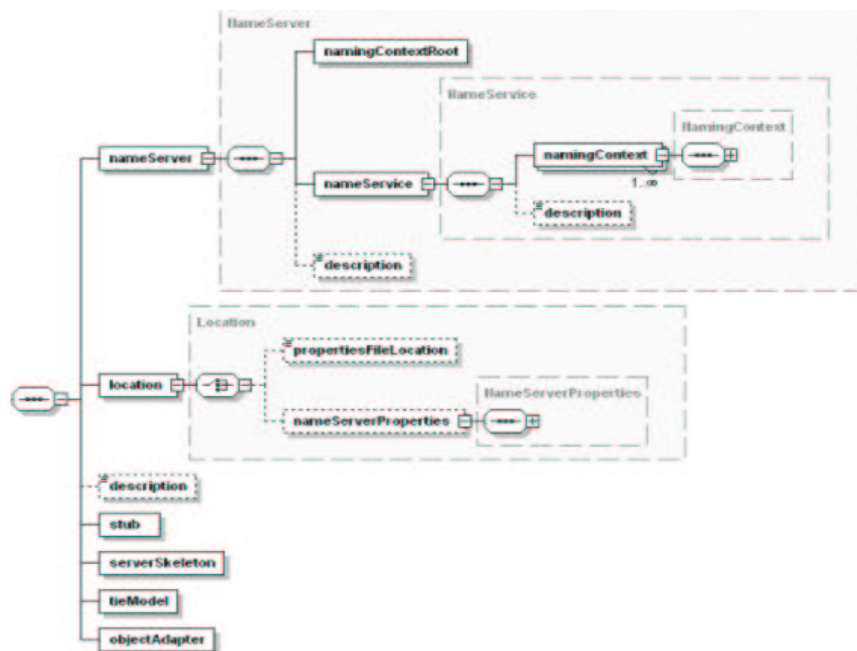 NameServer
namingContextRoot
NameService
NamingContext
nameServer
namingContext
nameService
1..∞
description
description
Location
propertiesFileLocation
location
NameServerProperties
nameServerProperties
description
stub
serverSkeleton
tieModel
objectAdapter